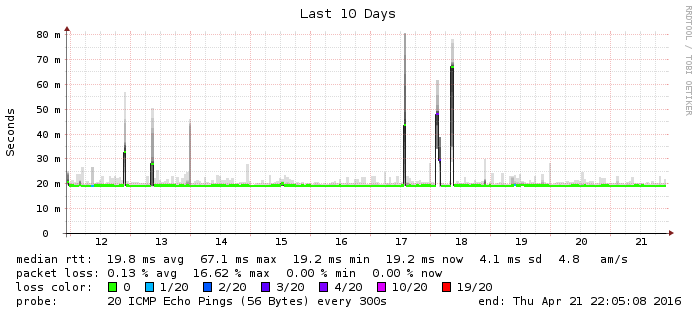 Last 10 Days
RRDTOOL / TOBI OETIKER
Seconds
80 m
70 m
60 m
50 m
40 m
30 m
20 m
10 m
0
12 13 14 15 16 17 18 19 20 21
median rtt: 19.8 ms avg 67.1 ms max 19.2 ms min 19.2 ms now 4.1 ms sd 4.8 am/s
packet loss: 0.13 % avg 16.62 % max 0.00 % min 0.00 % now
loss color: 0 1/20 2/20 3/20 4/20 10/20 19/20
probe: 20 ICMP Echo Pings (56 Bytes) every 300s end: Thu Apr 21 22:05:08 2016